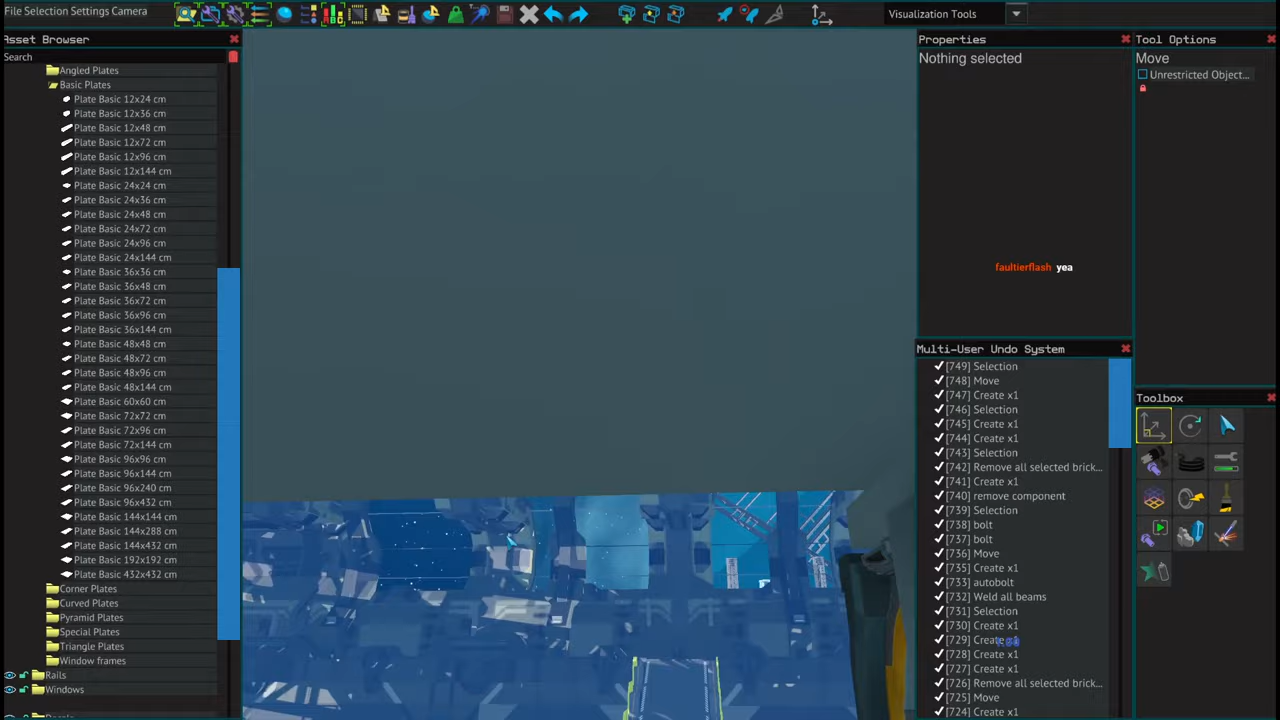 File Selection Settings Camera
Visualization Tools
Asset Browser
Search
Angled Plates
Basic Plates
Plate Basic 12x24 cm
Plate Basic 12x36 cm
Plate Basic 12x48 cm
Plate Basic 12x72 cm
Plate Basic 12x96 cm
Plate Basic 12x144 cm
Plate Basic 24x24 cm
Plate Basic 24x36 cm
Plate Basic 24x48 cm
Plate Basic 24x72 cm
Plate Basic 24x96 cm
Plate Basic 24x144 cm
Plate Basic 36x36 cm
Plate Basic 36x48 cm
Plate Basic 36x72 cm
Plate Basic 36x96 cm
Plate Basic 36x144 cm
Plate Basic 48x48 cm
Plate Basic 48x72 cm
Plate Basic 48x96 cm
Plate Basic 48x144 cm
Plate Basic 60x60 cm
Plate Basic 72x72 cm
Plate Basic 72x96 cm
Plate Basic 72x144 cm
Plate Basic 96x96 cm
Plate Basic 96x144 cm
Plate Basic 96x240 cm
Plate Basic 96x432 cm
Plate Basic 144x144 cm
Plate Basic 144x288 cm
Plate Basic 144x432 cm
Plate Basic 192x192 cm
Plate Basic 432x432 cm
Corner Plates
Curved Plates
Pyramid Plates
Special Plates
Triangle Plates
Window frames
Rails
Windows
Properties
Nothing selected
faultierflash yea
Tool Options
Move
Unrestricted Object...
Multi-User Undo System
[749] Selection
[748] Move
[747] Create x1
[746] Selection
[745] Create x1
[744] Create x1
[743] Selection
[742] Remove all selected brick...
[741] Create x1
[740] remove component
[739] Selection
[738] bolt
[737] bolt
[736] Move
[735] Create x1
[733] autobolt
[732] Weld all beams
[731] Selection
[730] Create x1
[729] Create x1
[728] Create x1
[727] Create x1
[726] Remove all selected brick...
[725] Move
[724] Create x1
Toolbox